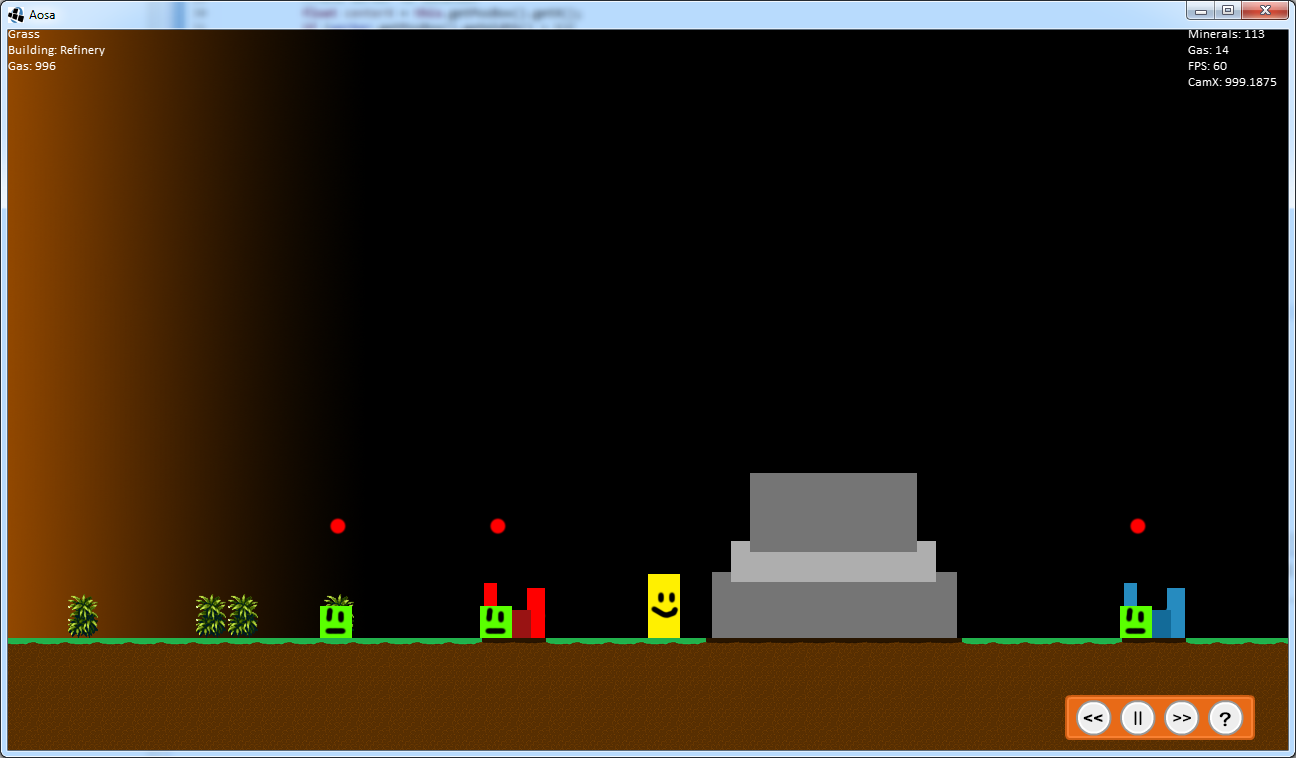 Aosa
Grass
Building: Refinery
Gas: 996
Minerals: 113
Gas: 14
FPS: 60
CamX: 999.1875
<< || >> ?